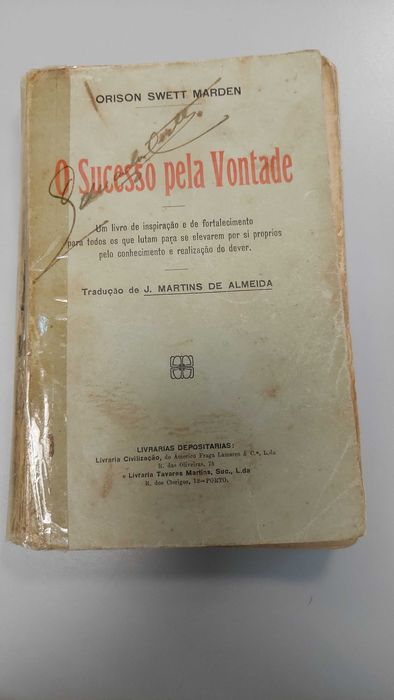 ORISON SWETT MARDEN
O Sucesso pela Vontade
Um livro de inspiração e de fortalecimento
para todos os que lutam para se elevarem por si proprios
pelo conhecimento e realização do dever.
Tradução de J. MARTINS DE ALMEIDA
LIVRARIAS DEPOSITARIAS:
Livraria Civilização, de Americo Fraga Lamares & C.ª, L.da
R. das Oliveiras, 75
e Livraria Tavares Martins, Suc., L.da
R. dos Clerigos, 12—PORTO.